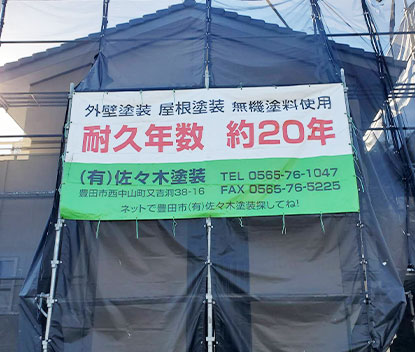 外壁塗装 屋根塗装 無機塗料使用
耐久年数 約20年
(有)佐々木塗装 TEL 0565-76-1047
豊田市西中山町又吉洞38-16 FAX 0565-76-5225
ネットで豊田市(有)佐々木塗装探してね!